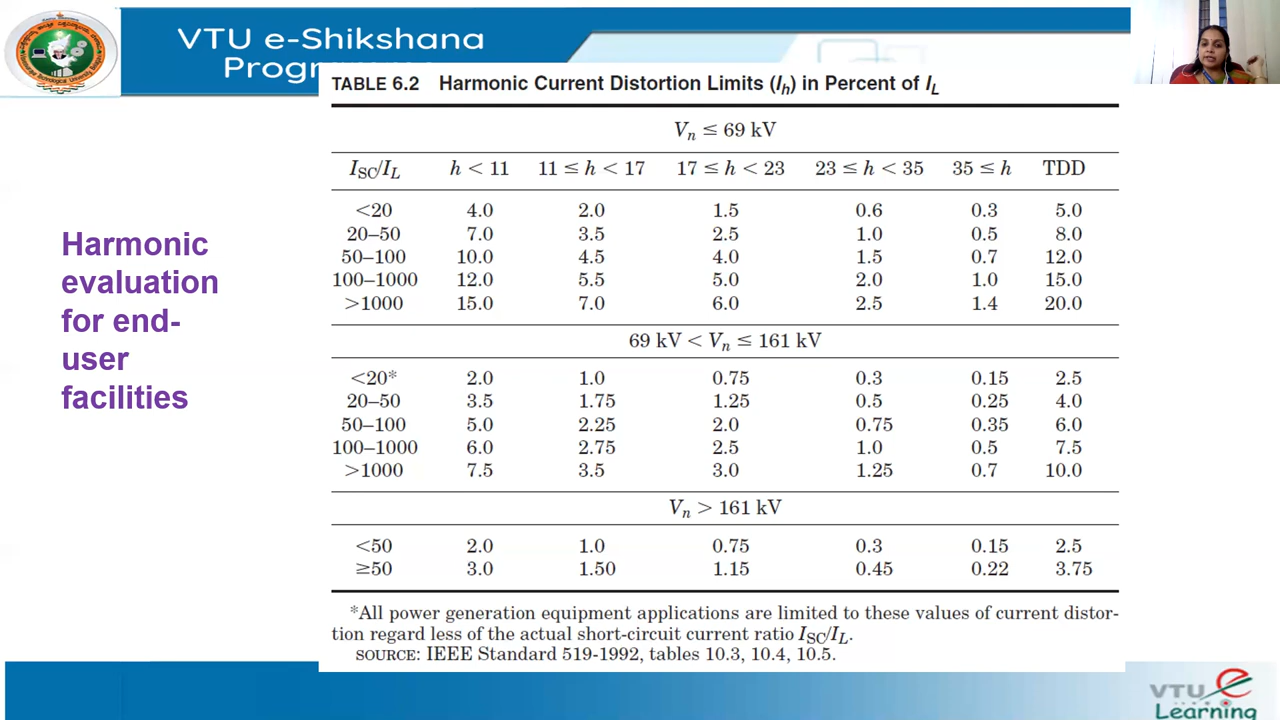 VTU e-Shikshana
Programme
TABLE 6.2 Harmonic Current Distortion Limits (Ih) in Percent of IL
Vn ≤ 69 kV
ISC/IL h < 11 11 ≤ h < 17 17 ≤ h < 23 23 ≤ h < 35 35 ≤ h TDD
<20 4.0 2.0 1.5 0.6 0.3 5.0
20–50 7.0 3.5 2.5 1.0 0.5 8.0
50–100 10.0 4.5 4.0 1.5 0.7 12.0
100–1000 12.0 5.5 5.0 2.0 1.0 15.0
>1000 15.0 7.0 6.0 2.5 1.4 20.0
69 kV < Vn ≤ 161 kV
<20* 2.0 1.0 0.75 0.3 0.15 2.5
20–50 3.5 1.75 1.25 0.5 0.25 4.0
50–100 5.0 2.25 2.0 0.75 0.35 6.0
100–1000 6.0 2.75 2.5 1.0 0.5 7.5
>1000 7.5 3.5 3.0 1.25 0.7 10.0
Vn > 161 kV
<50 2.0 1.0 0.75 0.3 0.15 2.5
≥50 3.0 1.50 1.15 0.45 0.22 3.75
*All power generation equipment applications are limited to these values of current distor-
tion regard less of the actual short-circuit current ratio ISC/IL.
SOURCE: IEEE Standard 519-1992, tables 10.3, 10.4, 10.5.
Harmonic
evaluation
for end-
user
facilities
VTU e
Learning